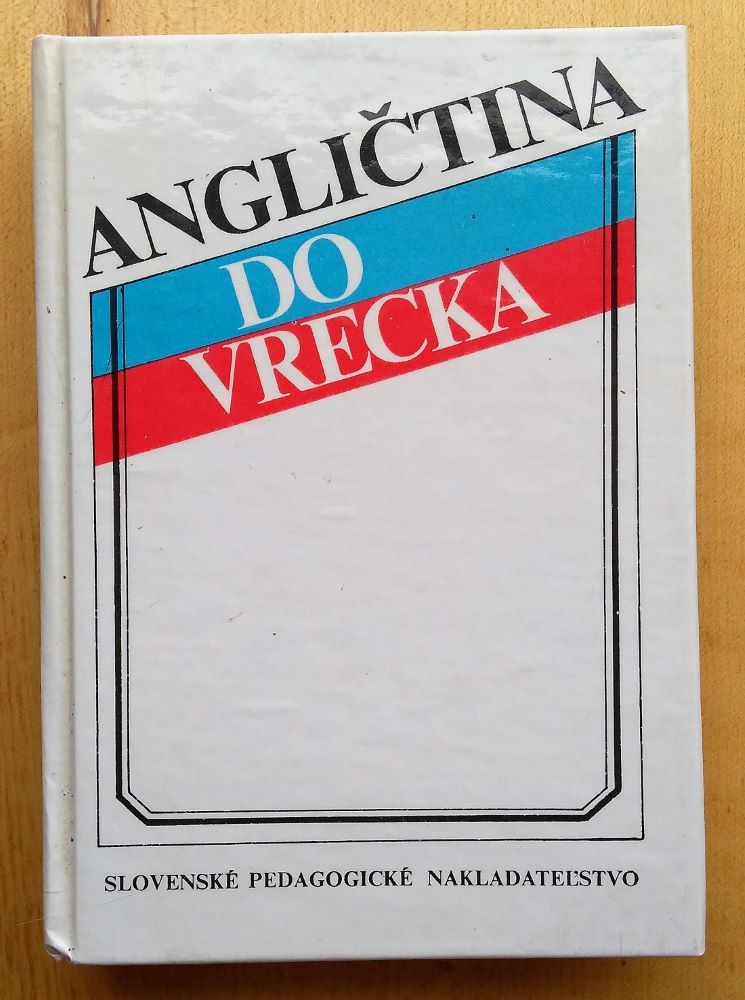 ANGLIČTINA
DO
VRECKA
SLOVENSKÉ PEDAGOGICKÉ NAKLADATEĽSTVO